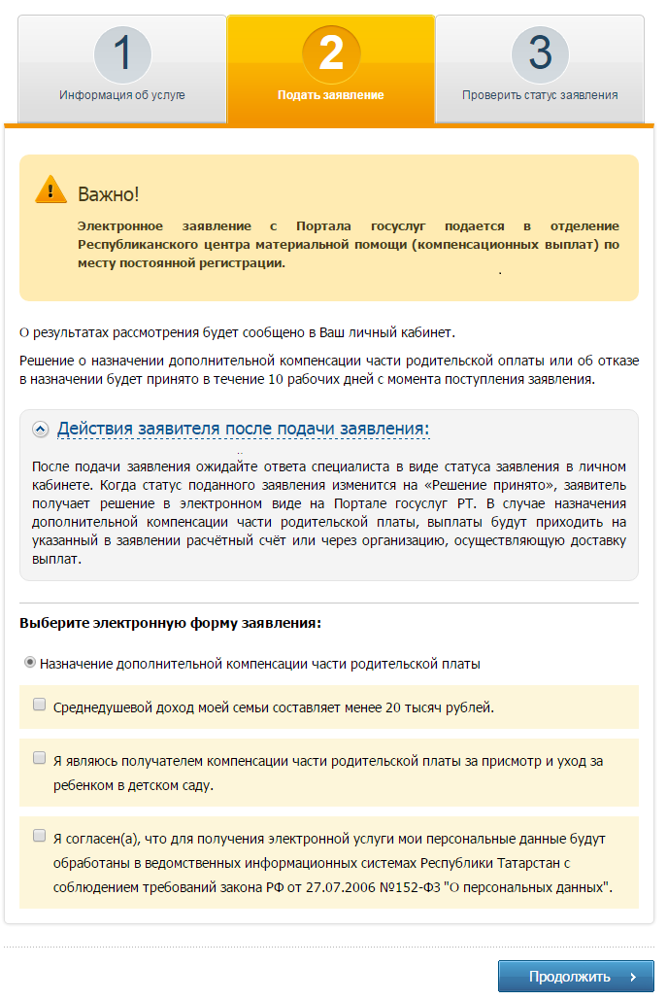 1
Информация об услуге
2
Подать заявление
3
Проверить статус заявления
Важно!
Электронное заявление с Портала госуслуг подается в отделение
Республиканского центра материальной помощи (компенсационных выплат) по
месту постоянной регистрации.
О результатах рассмотрения будет сообщено в Ваш личный кабинет.
Решение о назначении дополнительной компенсации части родительской оплаты или об отказе
в назначении будет принято в течение 10 рабочих дней с момента поступления заявления.
Действия заявителя после подачи заявления:
После подачи заявления ожидайте ответа специалиста в виде статуса заявления в личном
кабинете. Когда статус поданного заявления изменится на «Решение принято», заявитель
получает решение в электронном виде на Портале госуслуг РТ. В случае назначения
дополнительной компенсации части родительской платы, выплаты будут приходить на
указанный в заявлении расчётный счёт или через организацию, осуществляющую доставку
выплат.
Выберите электронную форму заявления:
Назначение дополнительной компенсации части родительской платы
Среднедушевой доход моей семьи составляет менее 20 тысяч рублей.
Я являюсь получателем компенсации части родительской платы за присмотр и уход за
ребенком в детском саду.
Я согласен(а), что для получения электронной услуги мои персональные данные будут
обработаны в ведомственных информационных системах Республики Татарстан с
соблюдением требований закона РФ от 27.07.2006 №152-ФЗ "О персональных данных".
Продолжить